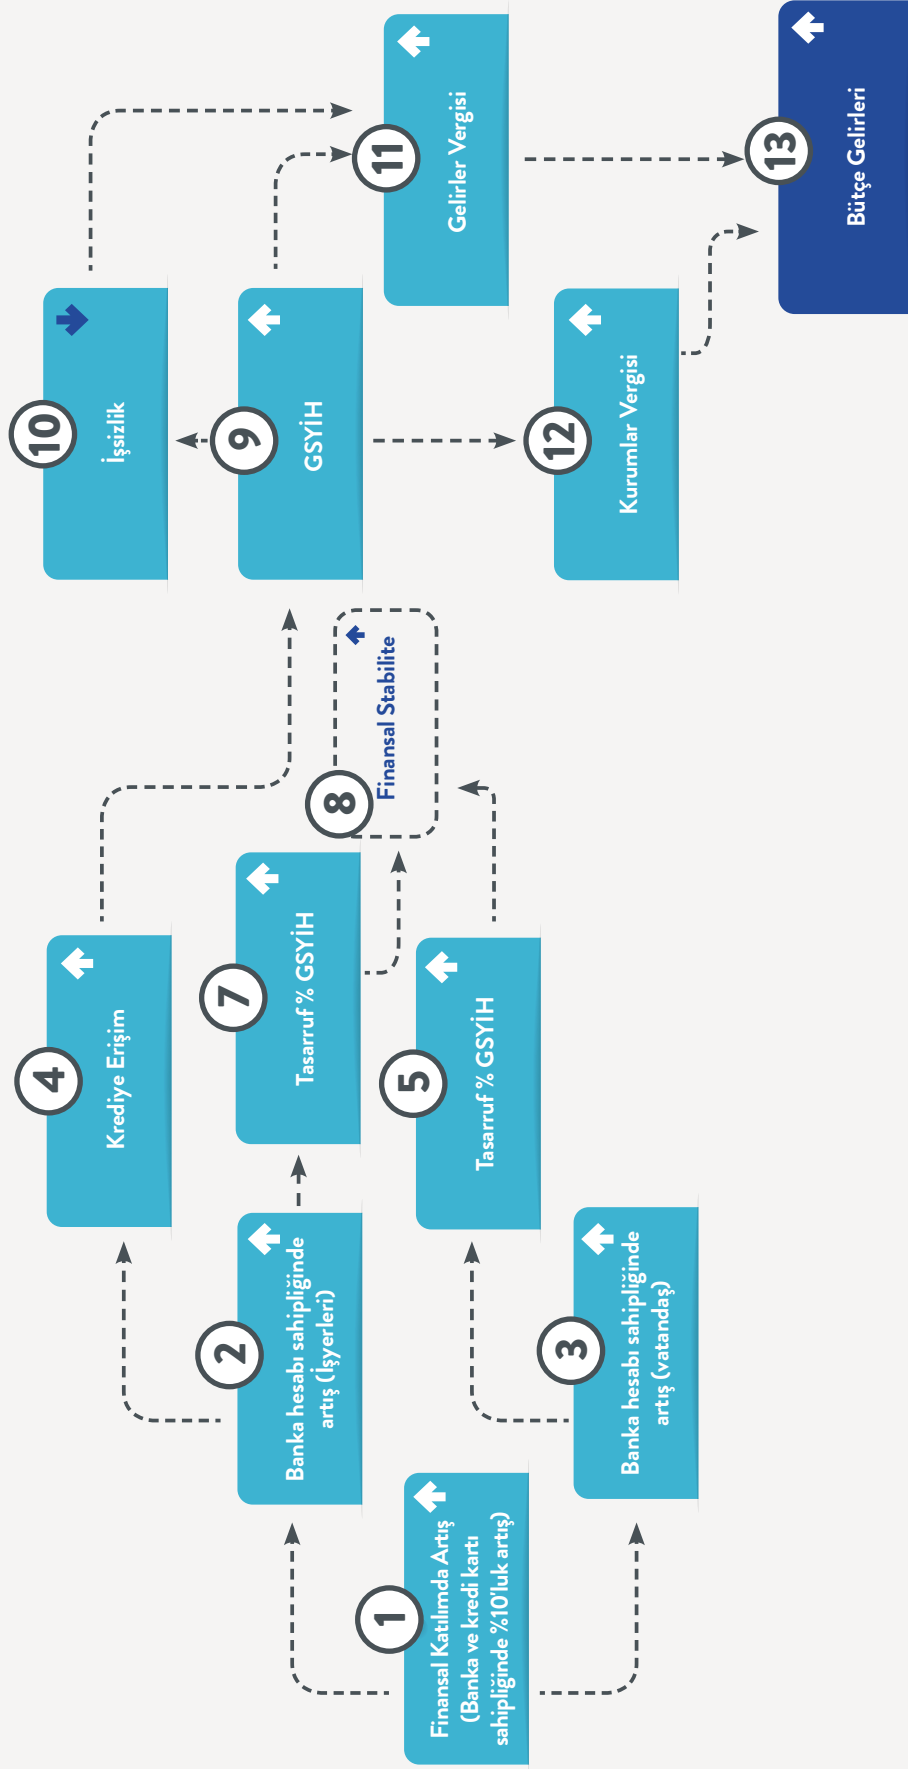 1
Finansal Katılımda Artış
(Banka ve kredi kartı
sahipliğinde %10'luk artış)
2
Banka hesabı sahipliğinde
artış (İşyerleri)
3
Banka hesabı sahipliğinde
artış (vatandaş)
4
Krediye Erişim
7
Tasarruf % GSYİH
5
Tasarruf % GSYİH
8
Finansal Stabilite
10
İşsizlik
9
GSYİH
12
Kurumlar Vergisi
11
Gelirler Vergisi
13
Bütçe Gelirleri